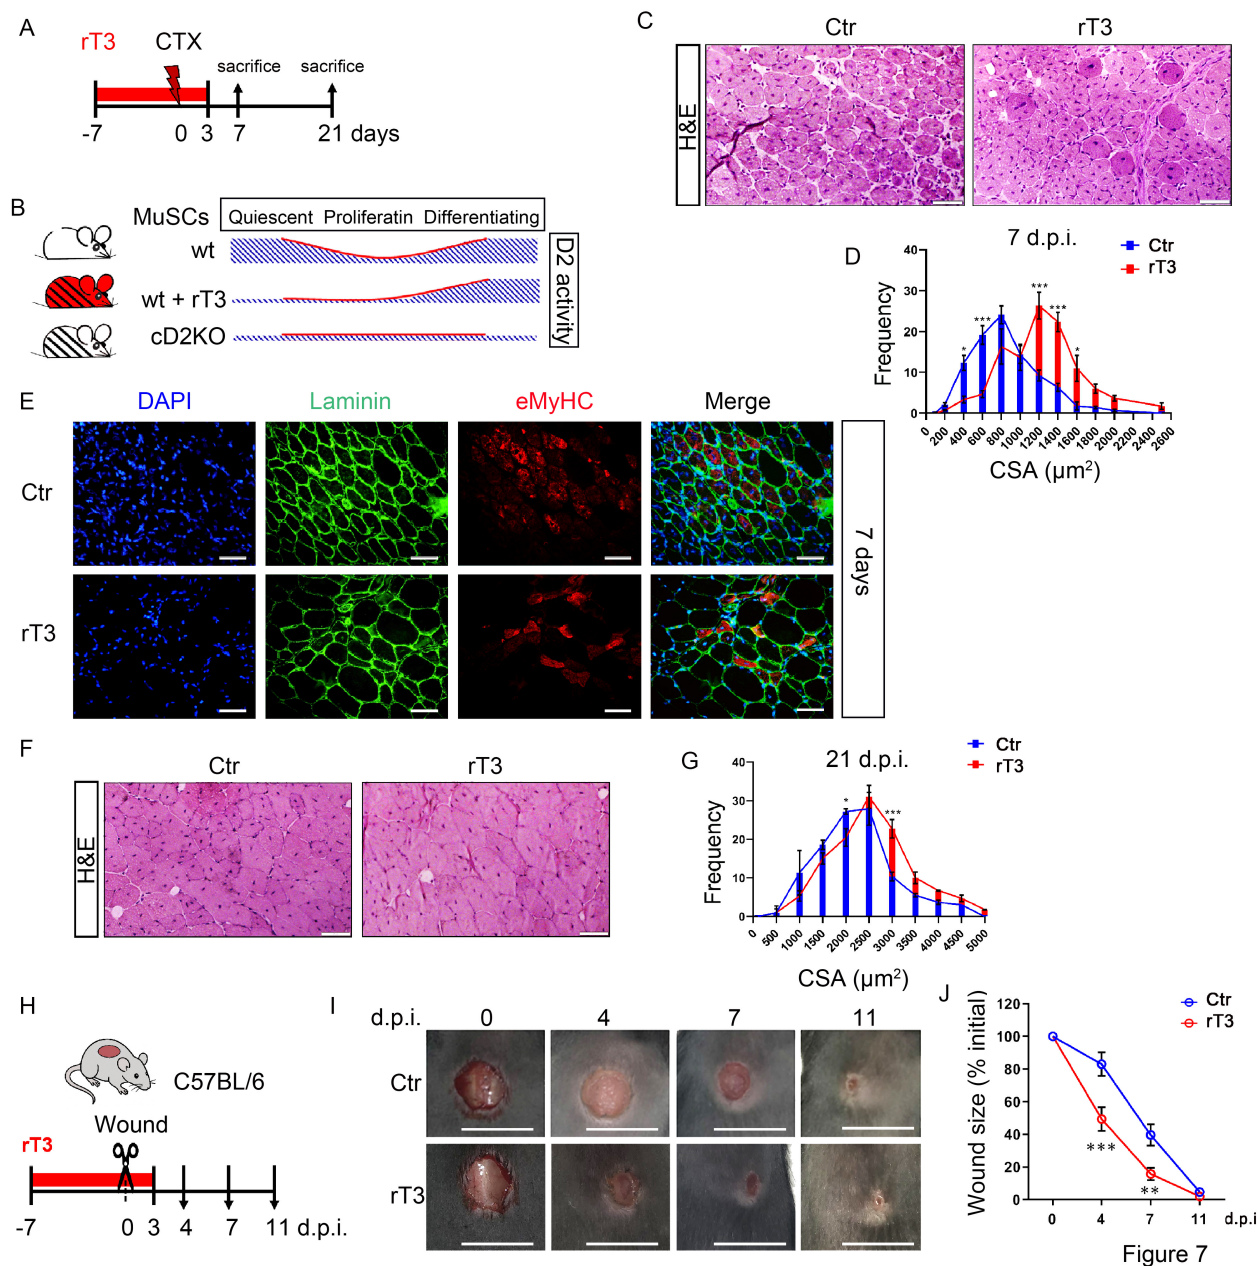 A
rT3 CTX
sacrifice sacrifice
-7 0 3 7 21 days
B
MuSCs Quiescent Proliferatin Differentiating
wt
wt + rT3
cD2KO
D2 activity
C
Ctr rT3
H&E
D
7 d.p.i.
Ctr
rT3
40
30
20
10
0
Frequency
*
***
***
***
*
0 200 400 600 800 1000 1200 1400 1600 1800 2000 2200 2400 2600
CSA (µm²)
E
DAPI Laminin eMyHC Merge
Ctr
rT3
7 days
F
Ctr rT3
H&E
G
21 d.p.i.
Ctr
rT3
40
30
20
10
0
Frequency
*
***
0 500 1000 1500 2000 2500 3000 3500 4000 4500 5000
CSA (µm²)
H
C57BL/6
Wound
rT3
-7 0 3 4 7 11 d.p.i.
I
d.p.i. 0 4 7 11
Ctr
rT3
J
Ctr
rT3
Wound size (% initial)
120
100
80
60
40
20
0
***
**
0 4 7 11 d.p.i
Figure 7